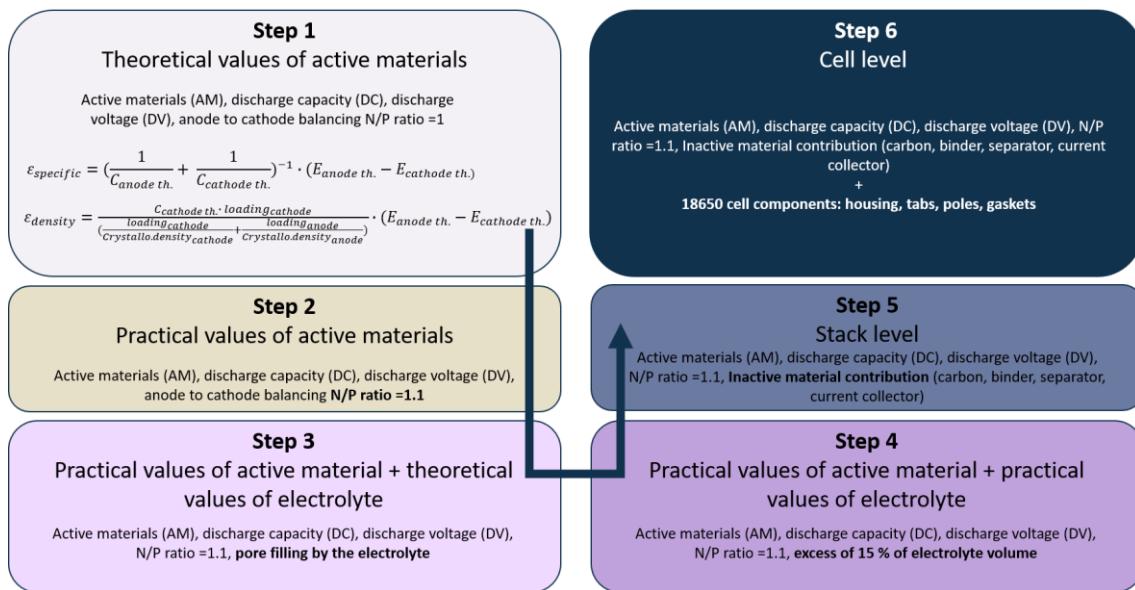 Step 1
Theoretical values of active materials
Active materials (AM), discharge capacity (DC), discharge
voltage (DV), anode to cathode balancing N/P ratio =1
ε_specific = (1/C_anode th. + 1/C_cathode th.)^−1 · (E_anode th. − E_cathode th.)
ε_density = (C_cathode th. · loading_cathode)/((loading_cathode/Crystallo.density_cathode + loading_anode/Crystallo.density_anode)) · (E_anode th. − E_cathode th.)
Step 2
Practical values of active materials
Active materials (AM), discharge capacity (DC), discharge voltage (DV),
anode to cathode balancing N/P ratio =1.1
Step 3
Practical values of active material + theoretical
values of electrolyte
Active materials (AM), discharge capacity (DC), discharge voltage (DV),
N/P ratio =1.1, pore filling by the electrolyte
Step 6
Cell level
Active materials (AM), discharge capacity (DC), discharge voltage (DV), N/P
ratio =1.1, Inactive material contribution (carbon, binder, separator, current
collector)
+
18650 cell components: housing, tabs, poles, gaskets
Step 5
Stack level
Active materials (AM), discharge capacity (DC), discharge voltage (DV),
N/P ratio =1.1, Inactive material contribution (carbon, binder, separator,
current collector)
Step 4
Practical values of active material + practical
values of electrolyte
Active materials (AM), discharge capacity (DC), discharge voltage (DV),
N/P ratio =1.1, excess of 15 % of electrolyte volume